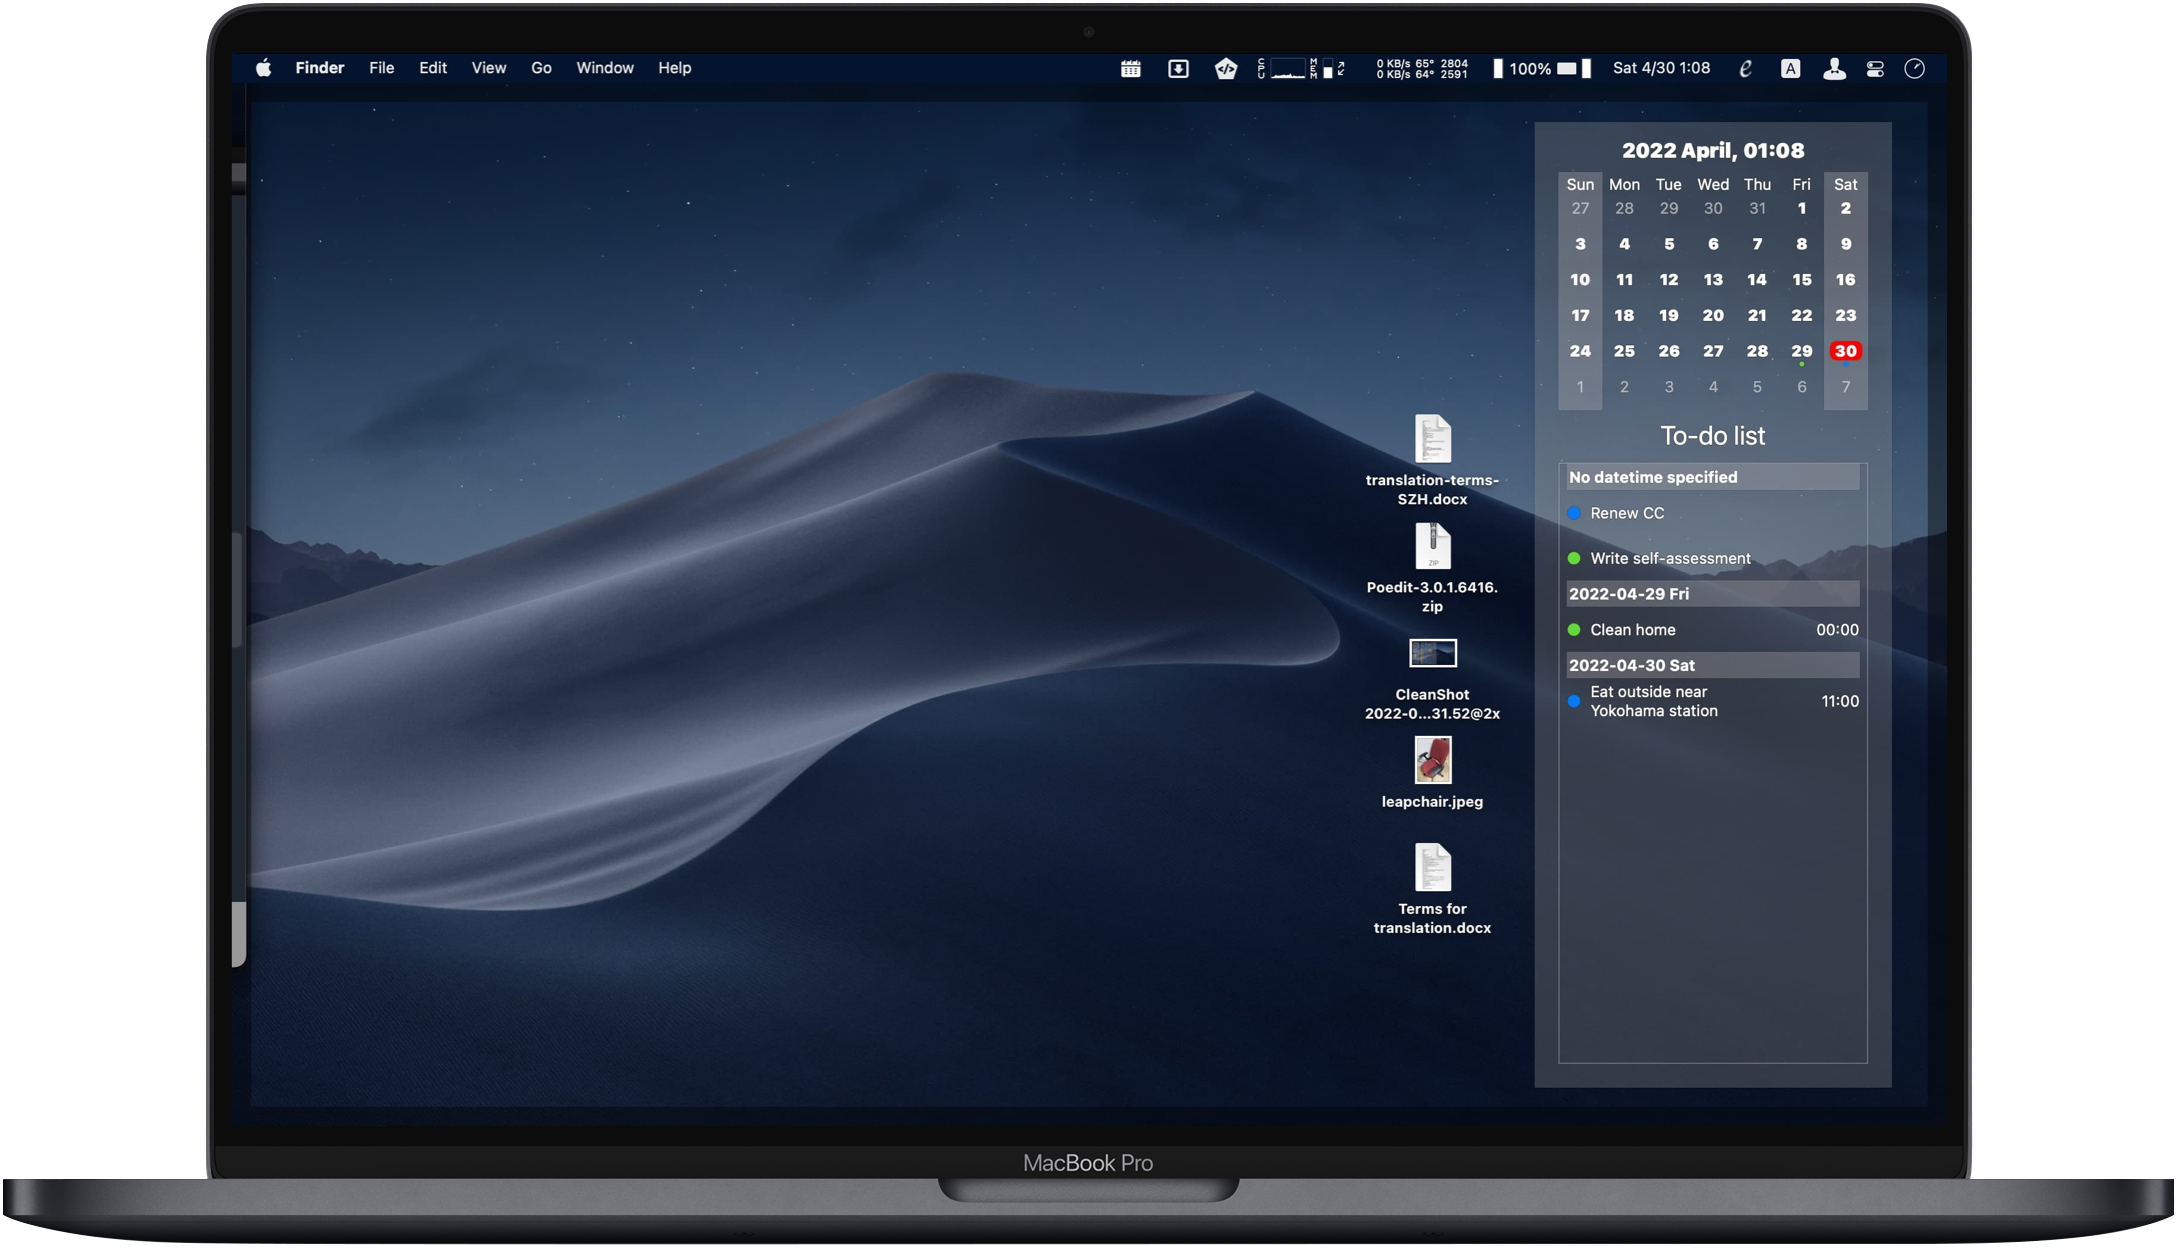 Finder File Edit View Go Window Help
CPU MEM 0 KB/s 65° 2804
0 KB/s 64° 2591
100% Sat 4/30 1:08 e A
2022 April, 01:08
Sun Mon Tue Wed Thu Fri Sat
27 28 29 30 31 1 2
3 4 5 6 7 8 9
10 11 12 13 14 15 16
17 18 19 20 21 22 23
24 25 26 27 28 29 30
1 2 3 4 5 6 7
To-do list
No datetime specified
Renew CC
Write self-assessment
2022-04-29 Fri
Clean home 00:00
2022-04-30 Sat
Eat outside near
Yokohama station 11:00
translation-terms-
SZH.docx
ZIP
Poedit-3.0.1.6416.
zip
CleanShot
2022-0...31.52@2x
leapchair.jpeg
Terms for
translation.docx
MacBook Pro